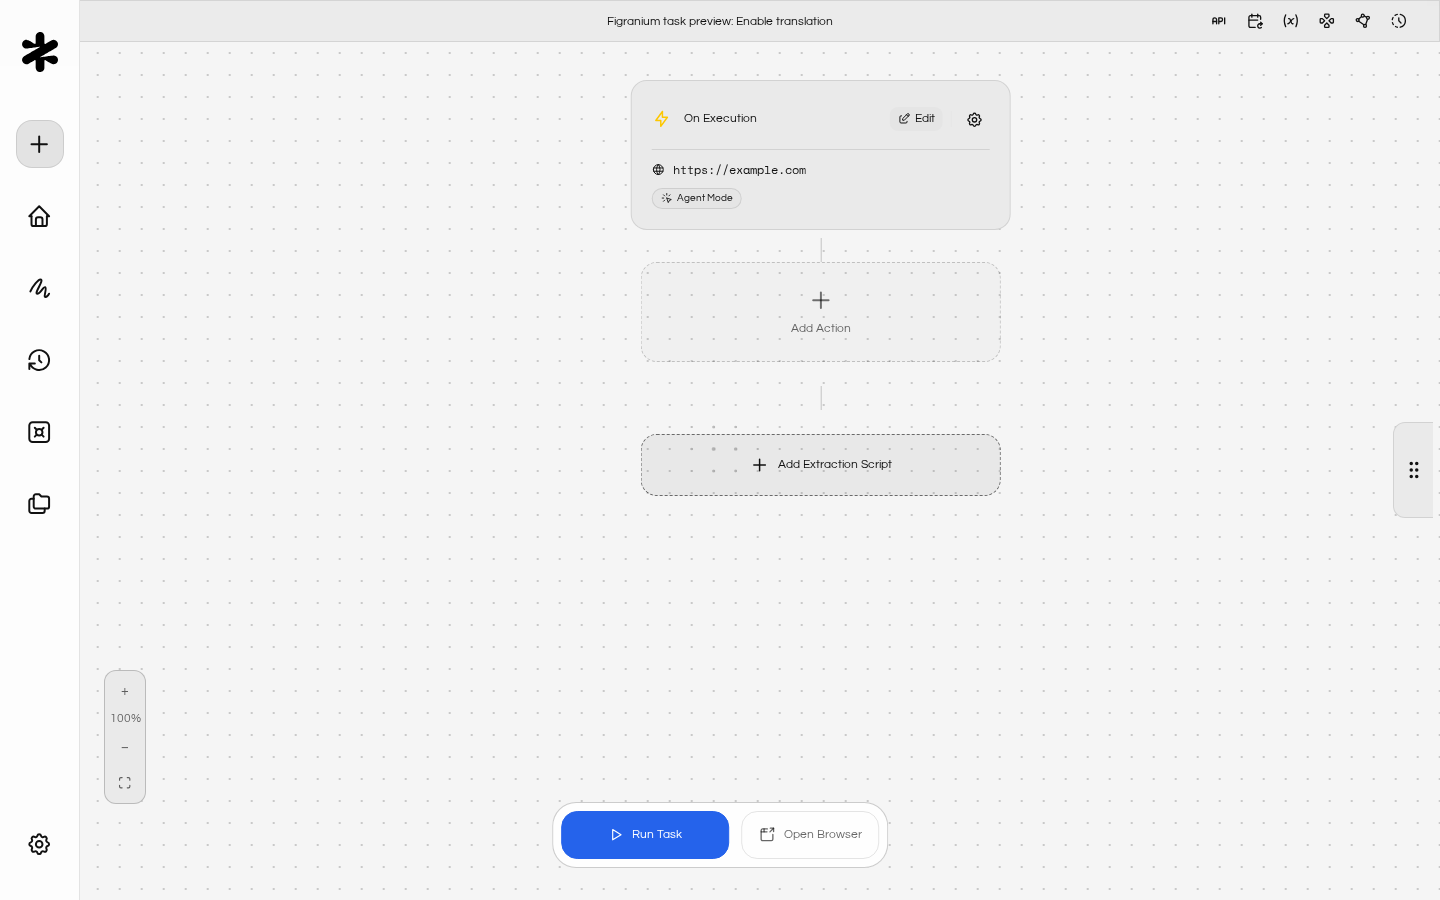 Figranium task preview: Enable translation
API
On Execution
Edit
https://example.com
Agent Mode
Add Action
Add Extraction Script
+
100%
−
Run Task
Open Browser